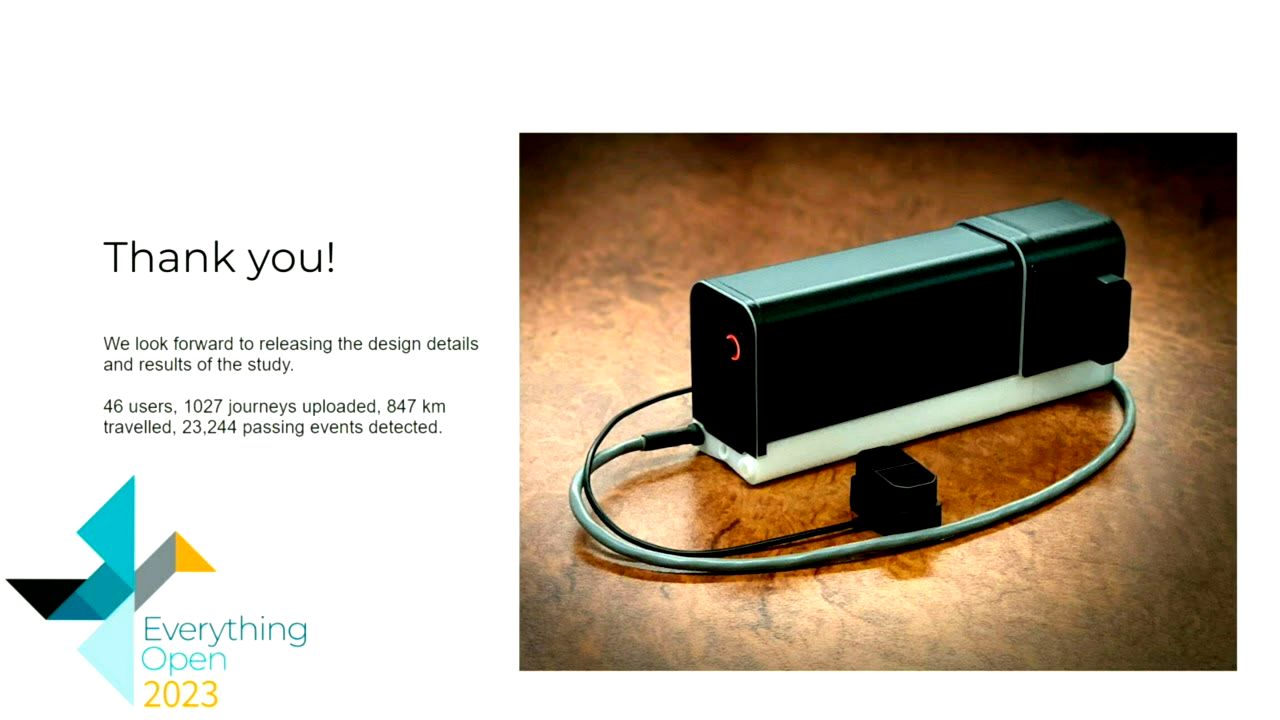 Thank you!
We look forward to releasing the design details
and results of the study.
46 users, 1027 journeys uploaded, 847 km
travelled, 23,244 passing events detected.
Everything
Open
2023